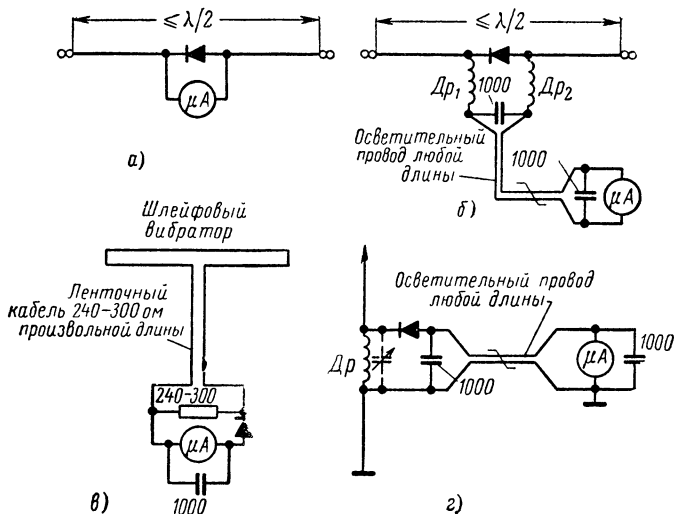 ≤ λ/2
μA
а)
≤ λ/2
Др₁
1000
Др₂
Осветительный
провод любой
длины
1000
μA
б)
Шлейфовый
вибратор
Ленточный
кабель 240-300 ом
произвольной длины
240-300
μA
1000
в)
Осветительный провод
любой длины
Др
1000
μA
1000
г)